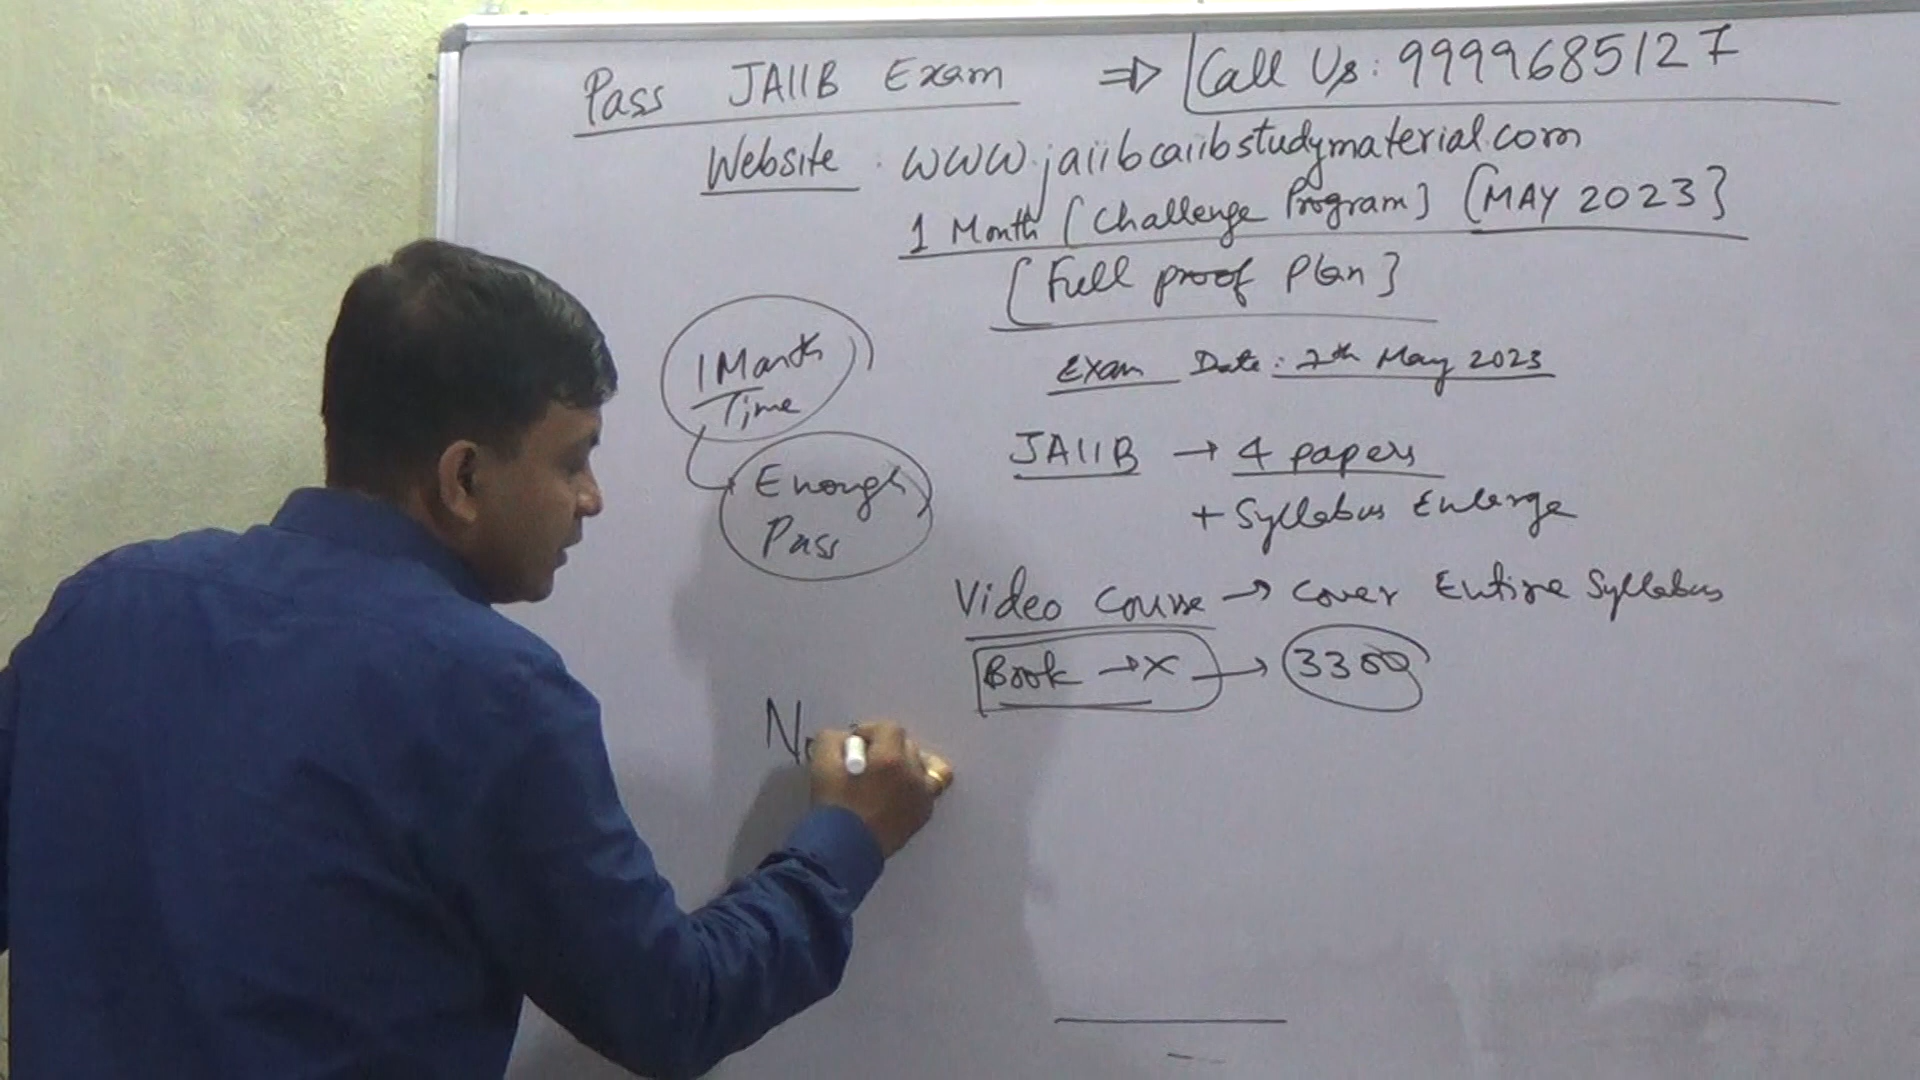 Pass JAIIB Exam ⇒ Call Us: 9999685127
Website : www.jaiibcaiibstudymaterial.com
1 Month [Challenge Program] [MAY 2023]
[Full proof Plan]
Exam Date: 7th May 2023
1 Month
Time
Enough
Pass
JAIIB → 4 papers
+ Syllabus Enlarge
Video Course → Cover Entire Syllabus
Book → X → 3300